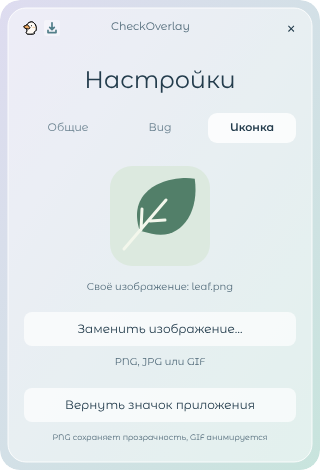 CheckOverlay
×
Настройки
Общие Вид Иконка
Своё изображение: leaf.png
Заменить изображение...
PNG, JPG или GIF
Вернуть значок приложения
PNG сохраняет прозрачность, GIF анимируется